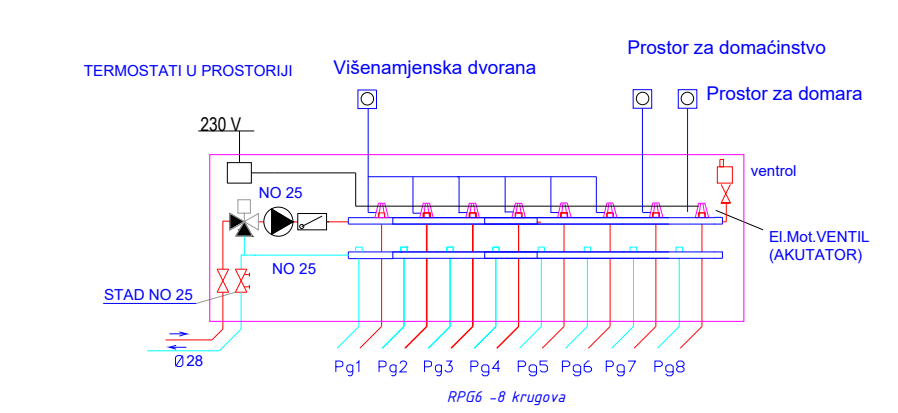 Prostor za domaćinstvo
TERMOSTATI U PROSTORIJI
Višenamjenska dvorana
Prostor za domara
230 V
ventrol
NO 25
El.Mot.VENTIL
(AKUTATOR)
NO 25
STAD NO 25
Ø28
Pg1 Pg2 Pg3 Pg4 Pg5 Pg6 Pg7 Pg8
RPG6 -8 krugova